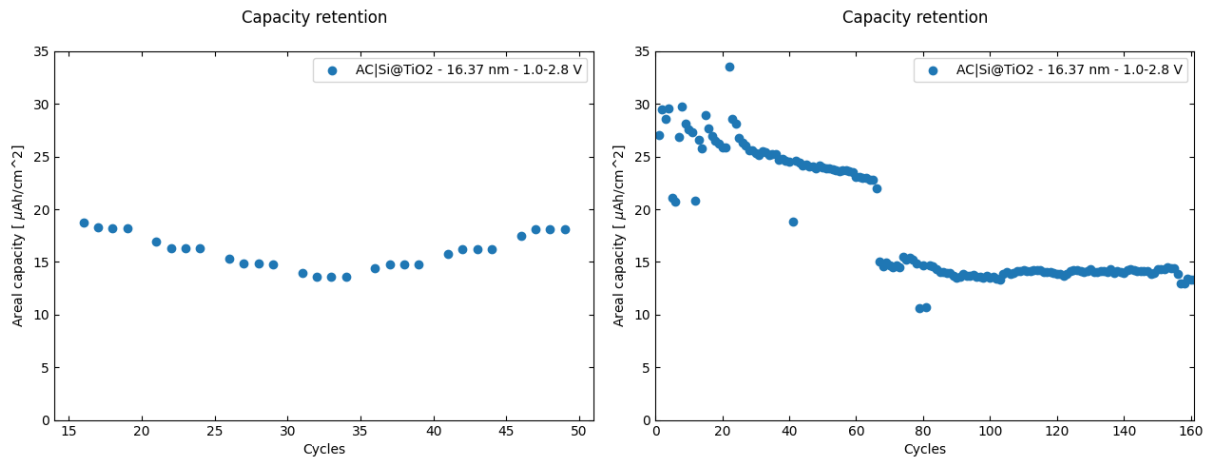 Capacity retention
AC|Si@TiO2 - 16.37 nm - 1.0-2.8 V
Areal capacity [ μAh/cm^2]
35
30
25
20
15
10
5
0
15 20 25 30 35 40 45 50
Cycles
Capacity retention
AC|Si@TiO2 - 16.37 nm - 1.0-2.8 V
Areal capacity [ μAh/cm^2]
35
30
25
20
15
10
5
0
0 20 40 60 80 100 120 140 160
Cycles